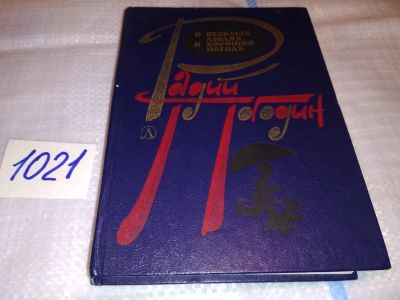 О ВЕСЕЛЫХ
ЛЮДЯХ
И ХОРОШЕЙ
ПОГОДЕ
Радий
Погодин
1021